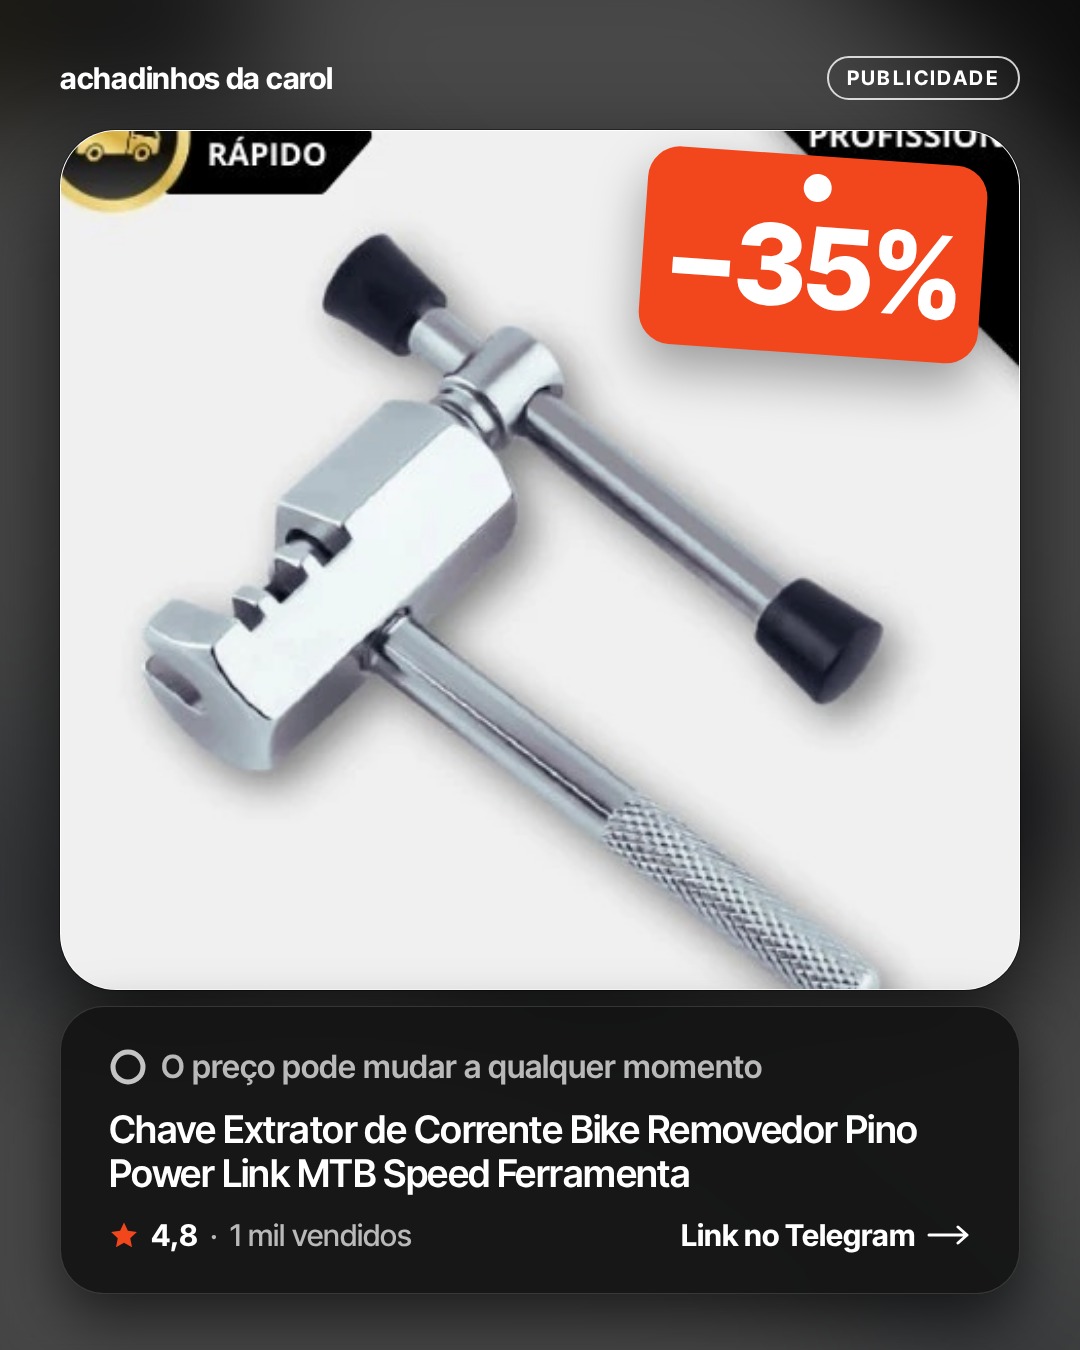 achadinhos da carol
PUBLICIDADE
RÁPIDO
-35%
O preço pode mudar a qualquer momento
Chave Extrator de Corrente Bike Removedor Pino
Power Link MTB Speed Ferramenta
4,8 · 1 mil vendidos
Link no Telegram →